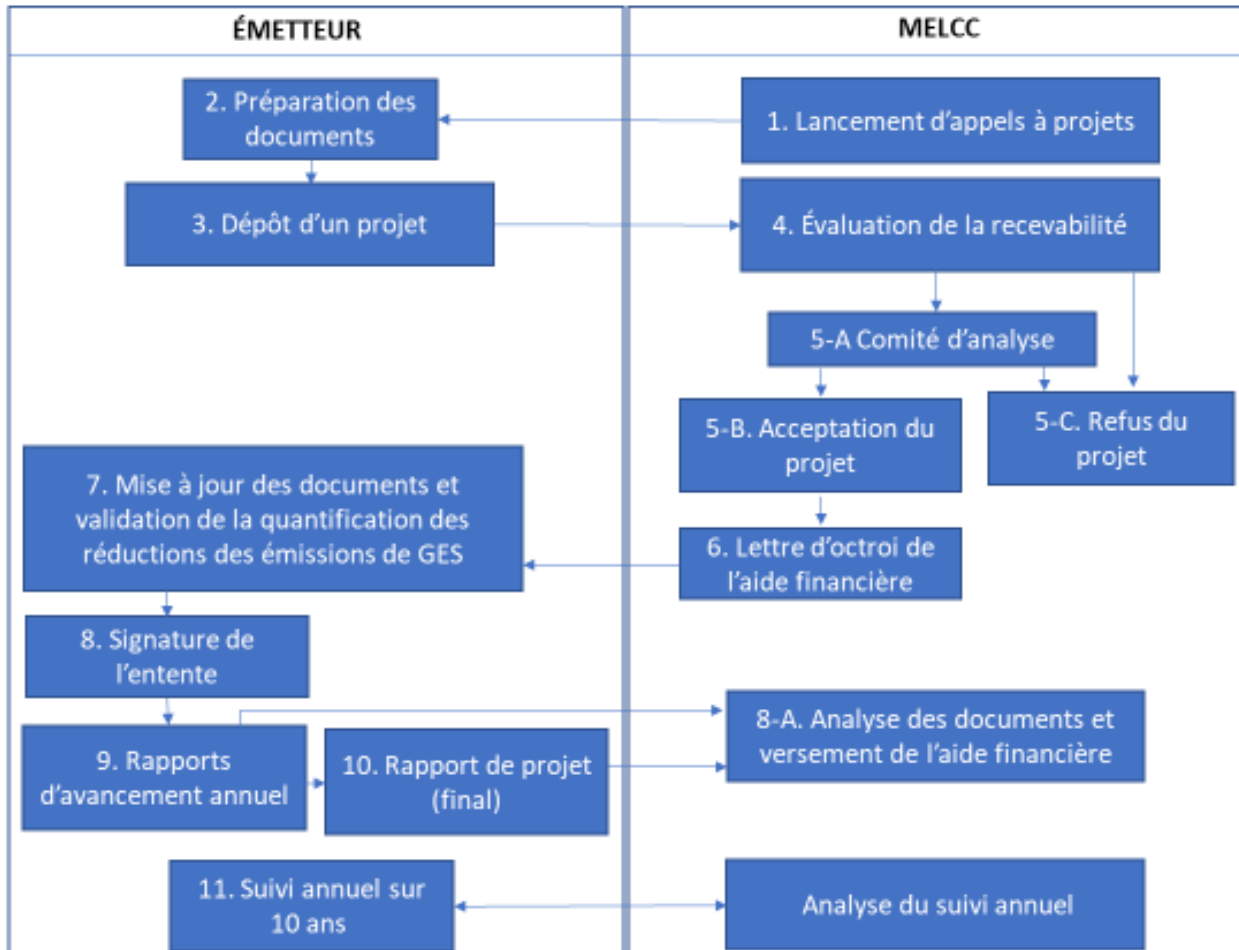 ÉMETTEUR
MELCC
2. Préparation des
documents
1. Lancement d'appels à projets
3. Dépôt d'un projet
4. Évaluation de la recevabilité
5-A Comité d'analyse
5-B. Acceptation du
projet
5-C. Refus du
projet
7. Mise à jour des documents et
validation de la quantification des
réductions des émissions de GES
6. Lettre d'octroi de
l'aide financière
8. Signature de
l'entente
9. Rapports
d'avancement annuel
10. Rapport de projet
(final)
8-A. Analyse des documents et
versement de l'aide financière
11. Suivi annuel sur
10 ans
Analyse du suivi annuel